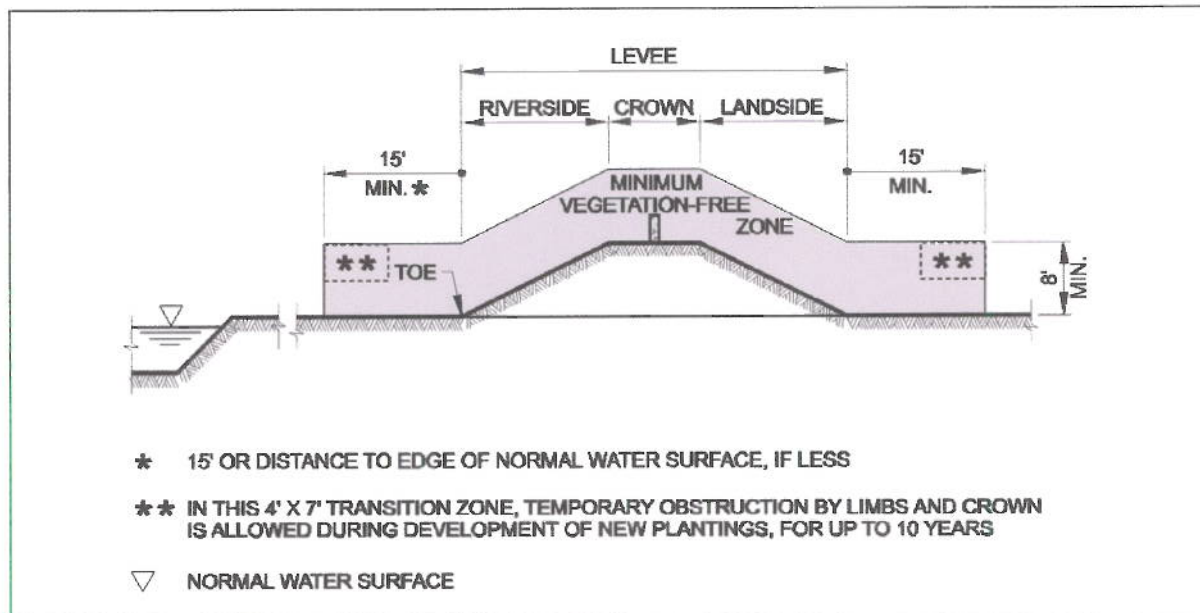 LEVEE
RIVERSIDE CROWN LANDSIDE
15'
MIN. *
15'
MIN.
MINIMUM
VEGETATION-FREE
ZONE
**
TOE
**
8'
MIN.
* 15' OR DISTANCE TO EDGE OF NORMAL WATER SURFACE, IF LESS
** IN THIS 4' X 7' TRANSITION ZONE, TEMPORARY OBSTRUCTION BY LIMBS AND CROWN
IS ALLOWED DURING DEVELOPMENT OF NEW PLANTINGS, FOR UP TO 10 YEARS
▽ NORMAL WATER SURFACE